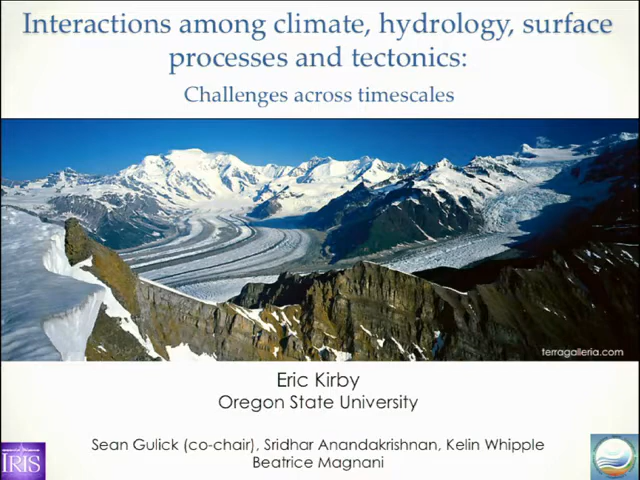 Interactions among climate, hydrology, surface
processes and tectonics:
Challenges across timescales
terragalleria.com
Eric Kirby
Oregon State University
Sean Gulick (co-chair), Sridhar Anandakrishnan, Kelin Whipple
Beatrice Magnani
IRIS